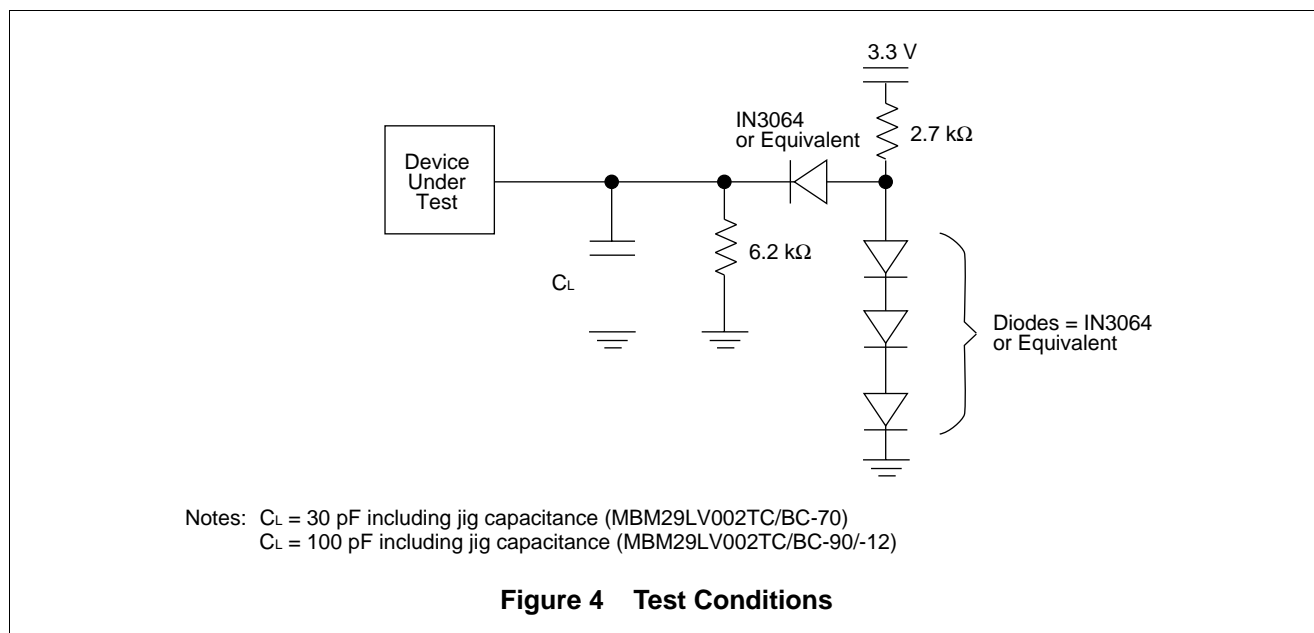 3.3 V
IN3064
or Equivalent
2.7 kΩ
Device
Under
Test
6.2 kΩ
CL
Diodes = IN3064
or Equivalent
Notes: CL = 30 pF including jig capacitance (MBM29LV002TC/BC-70)
CL = 100 pF including jig capacitance (MBM29LV002TC/BC-90/-12)
Figure 4 Test Conditions